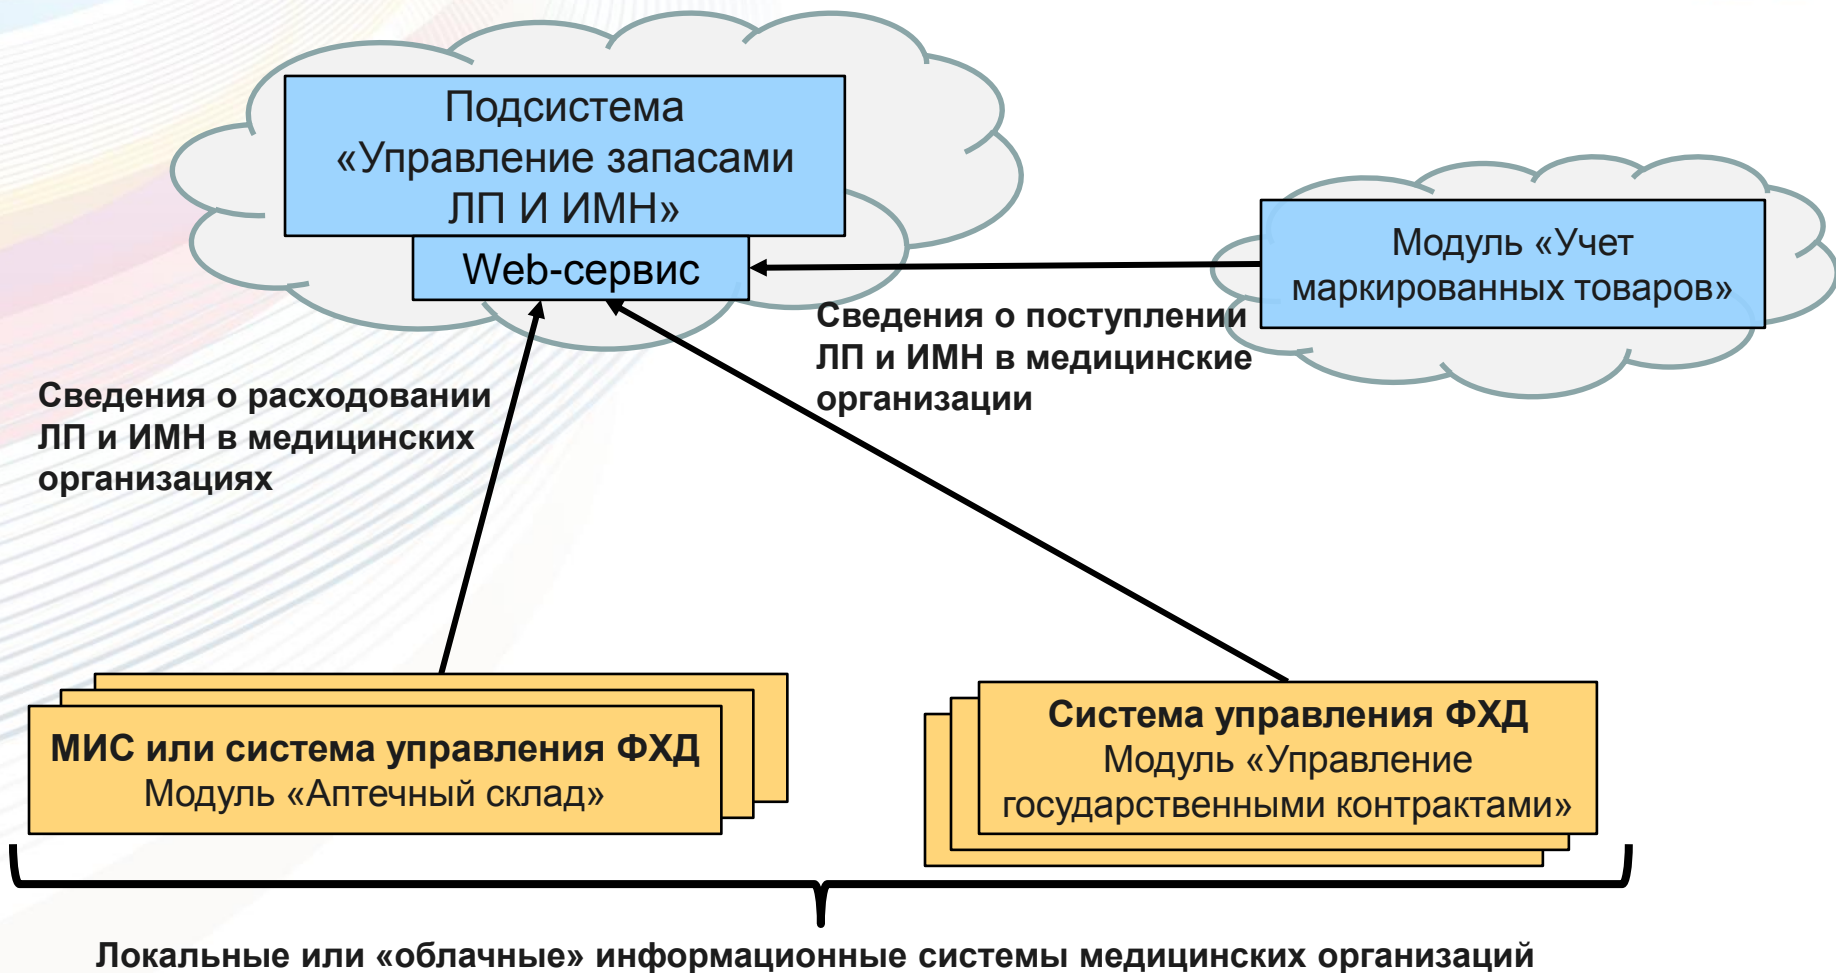 Подсистема
«Управление запасами
ЛП И ИМН»
Web-сервис
Модуль «Учет
маркированных товаров»
Сведения о поступлении
ЛП и ИМН в медицинские
организации
Сведения о расходовании
ЛП и ИМН в медицинских
организациях
МИС или система управления ФХД
Модуль «Аптечный склад»
Система управления ФХД
Модуль «Управление
государственными контрактами»
Локальные или «облачные» информационные системы медицинских организаций